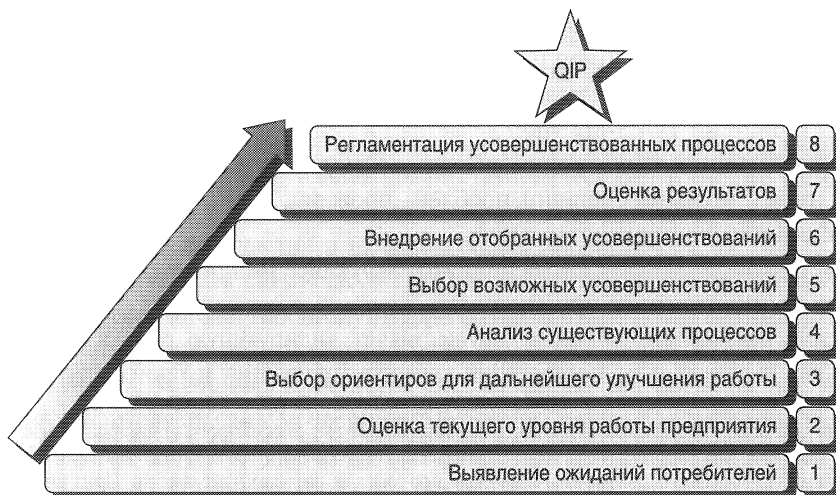 QIP
Регламентация усовершенствованных процессов 8
Оценка результатов 7
Внедрение отобранных усовершенствований 6
Выбор возможных усовершенствований 5
Анализ существующих процессов 4
Выбор ориентиров для дальнейшего улучшения работы 3
Оценка текущего уровня работы предприятия 2
Выявление ожиданий потребителей 1